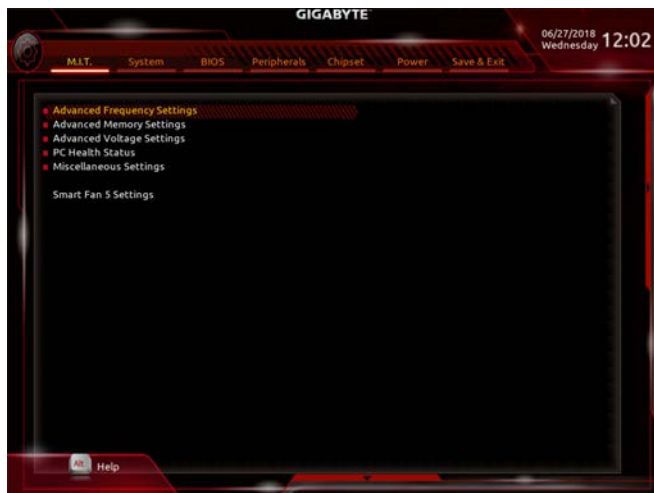 GIGABYTE™
06/27/2018
Wednesday
12:02
M.I.T. System BIOS Peripherals Chipset Power Save & Exit
Advanced Frequency Settings
Advanced Memory Settings
Advanced Voltage Settings
PC Health Status
Miscellaneous Settings
Smart Fan 5 Settings
Alt Help